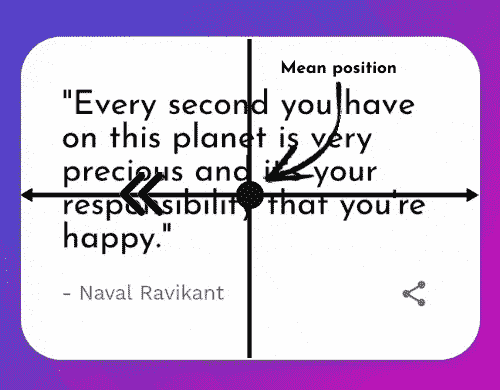 Mean position
"Every second you have
on this planet is very
precious and it's your
responsibility that you're
happy."
- Naval Ravikant